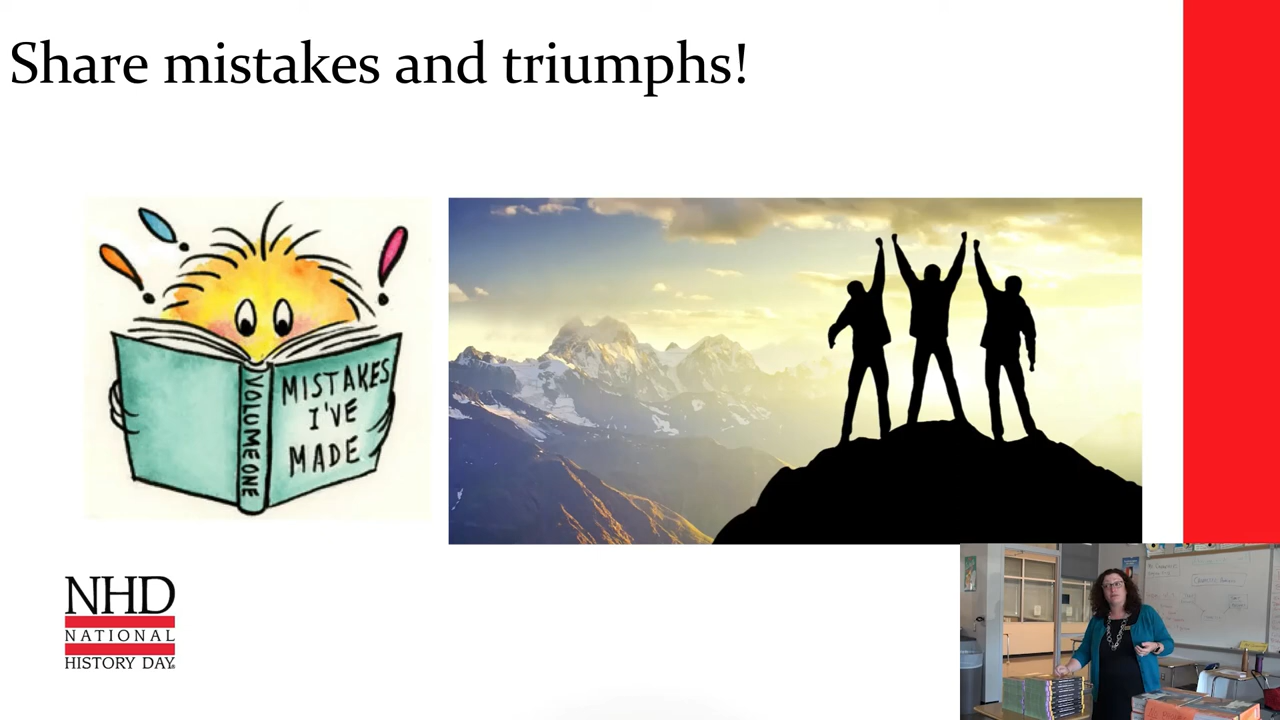 Share mistakes and triumphs!
VOLUME ONE
MISTAKES
I'VE
MADE
NHD
NATIONAL
HISTORY DAY